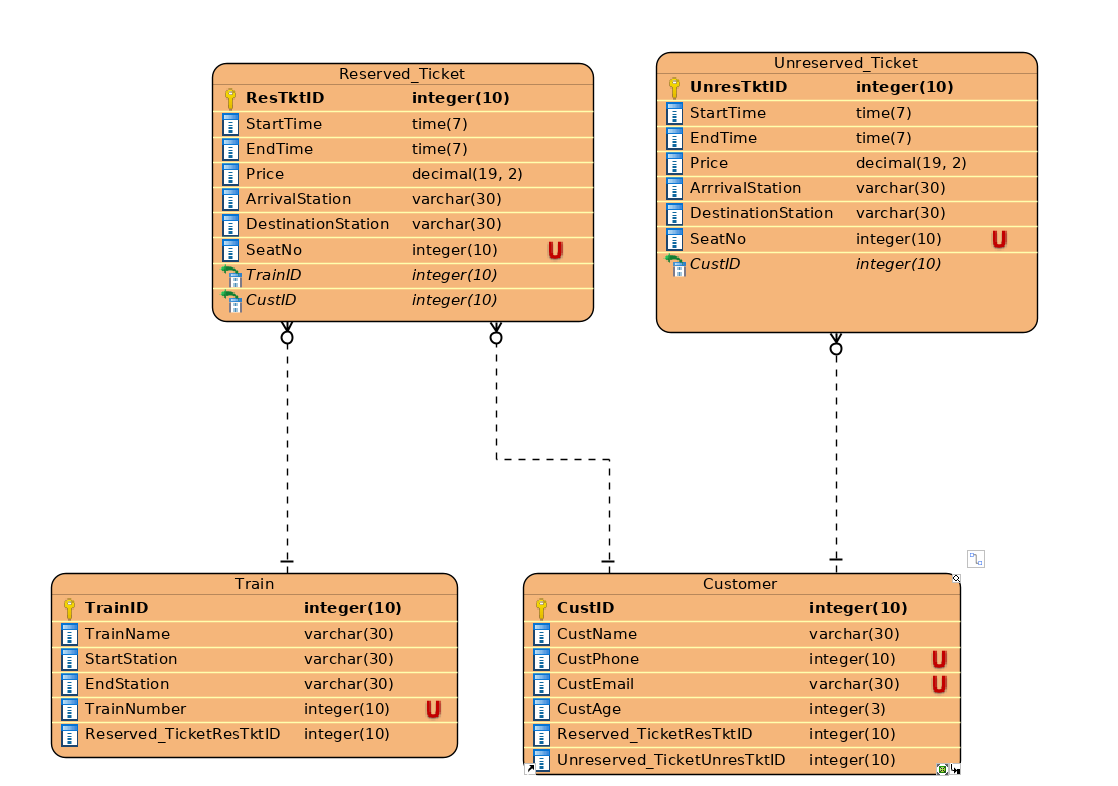 Reserved_Ticket
ResTktID integer(10)
StartTime time(7)
EndTime time(7)
Price decimal(19, 2)
ArrivalStation varchar(30)
DestinationStation varchar(30)
SeatNo integer(10) U
TrainID integer(10)
CustID integer(10)
Unreserved_Ticket
UnresTktID integer(10)
StartTime time(7)
EndTime time(7)
Price decimal(19, 2)
ArrrivalStation varchar(30)
DestinationStation varchar(30)
SeatNo integer(10) U
CustID integer(10)
Train
TrainID integer(10)
TrainName varchar(30)
StartStation varchar(30)
EndStation varchar(30)
TrainNumber integer(10) U
Reserved_TicketResTktID integer(10)
Customer
CustID integer(10)
CustName varchar(30)
CustPhone integer(10) U
CustEmail varchar(30) U
CustAge integer(3)
Reserved_TicketResTktID integer(10)
Unreserved_TicketUnresTktID integer(10)